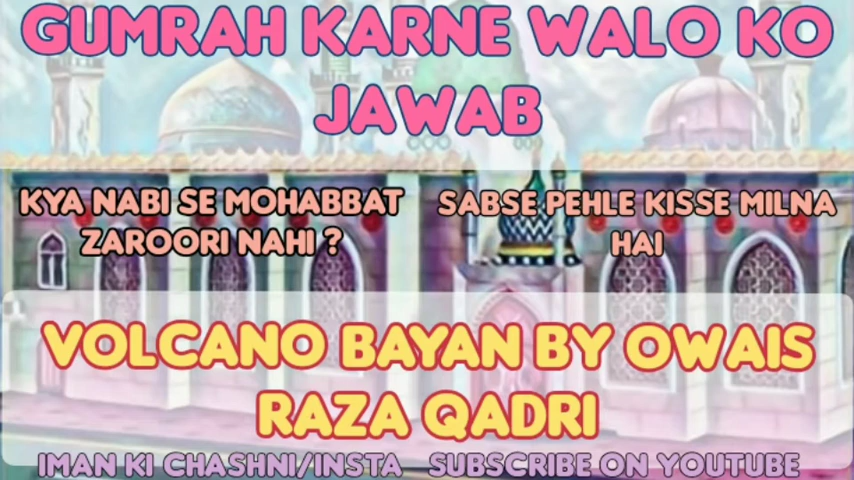 GUMRAH KARNE WALO KO
JAWAB
KYA NABI SE MOHABBAT
ZAROORI NAHI ?
SABSE PEHLE KISSE MILNA
HAI
VOLCANO BAYAN BY OWAIS
RAZA QADRI
IMAN KI CHASHNI/INSTA
SUBSCRIBE ON YOUTUBE